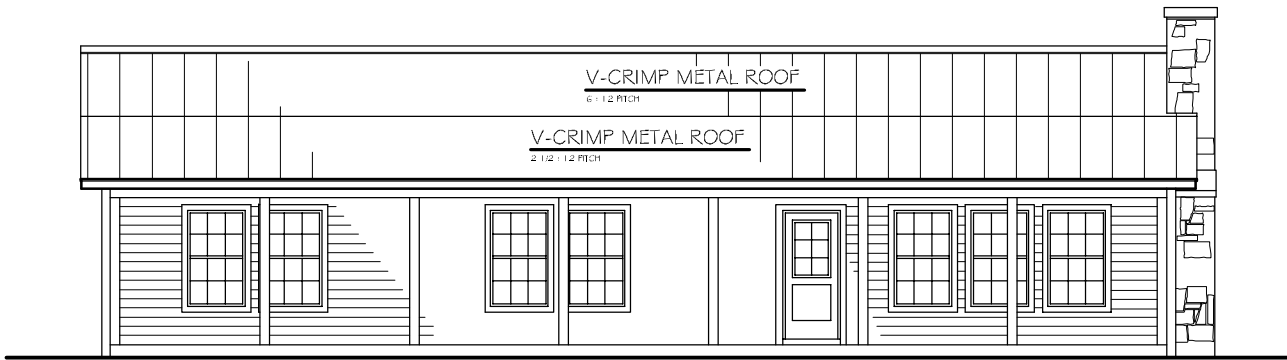 V-CRIMP METAL ROOF
6 : 12 PITCH
V-CRIMP METAL ROOF
2 1/2 : 12 PITCH